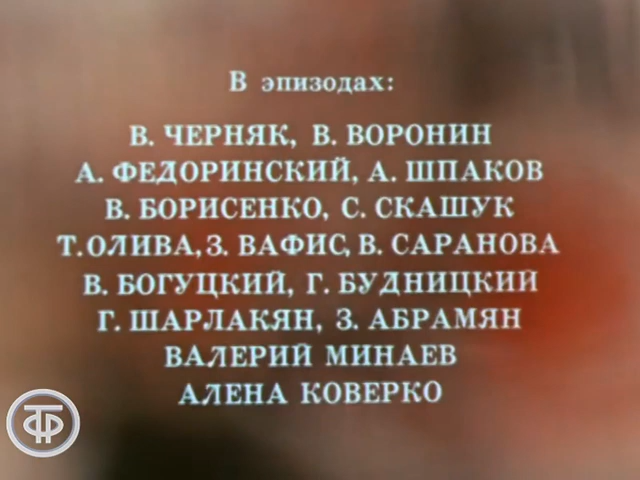 В эпизодах:
В. ЧЕРНЯК, В. ВОРОНИН
А. ФЕДОРИНСКИЙ, А. ШПАКОВ
В. БОРИСЕНКО, С. СКАШУК
Т. ОЛИВА, З. ВАФИС, В. САРАНОВА
В. БОГУЦКИЙ, Г. БУДНИЦКИЙ
Г. ШАРЛАКЯН, З. АБРАМЯН
ВАЛЕРИЙ МИНАЕВ
АЛЕНА КОВЕРКО